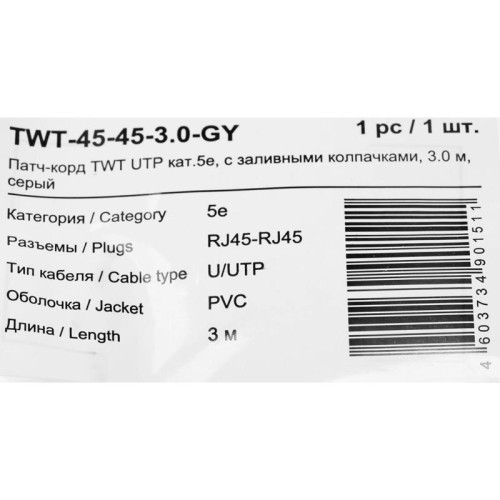 TWT-45-45-3.0-GY 1 pc / 1 шт.
Патч-корд TWT UTP кат.5e, с заливными колпачками, 3.0 м,
серый
Категория / Category 5e
Разъемы / Plugs RJ45-RJ45
Тип кабеля / Cable type U/UTP
Оболочка / Jacket PVC
Длина / Length 3 м
4603734901511